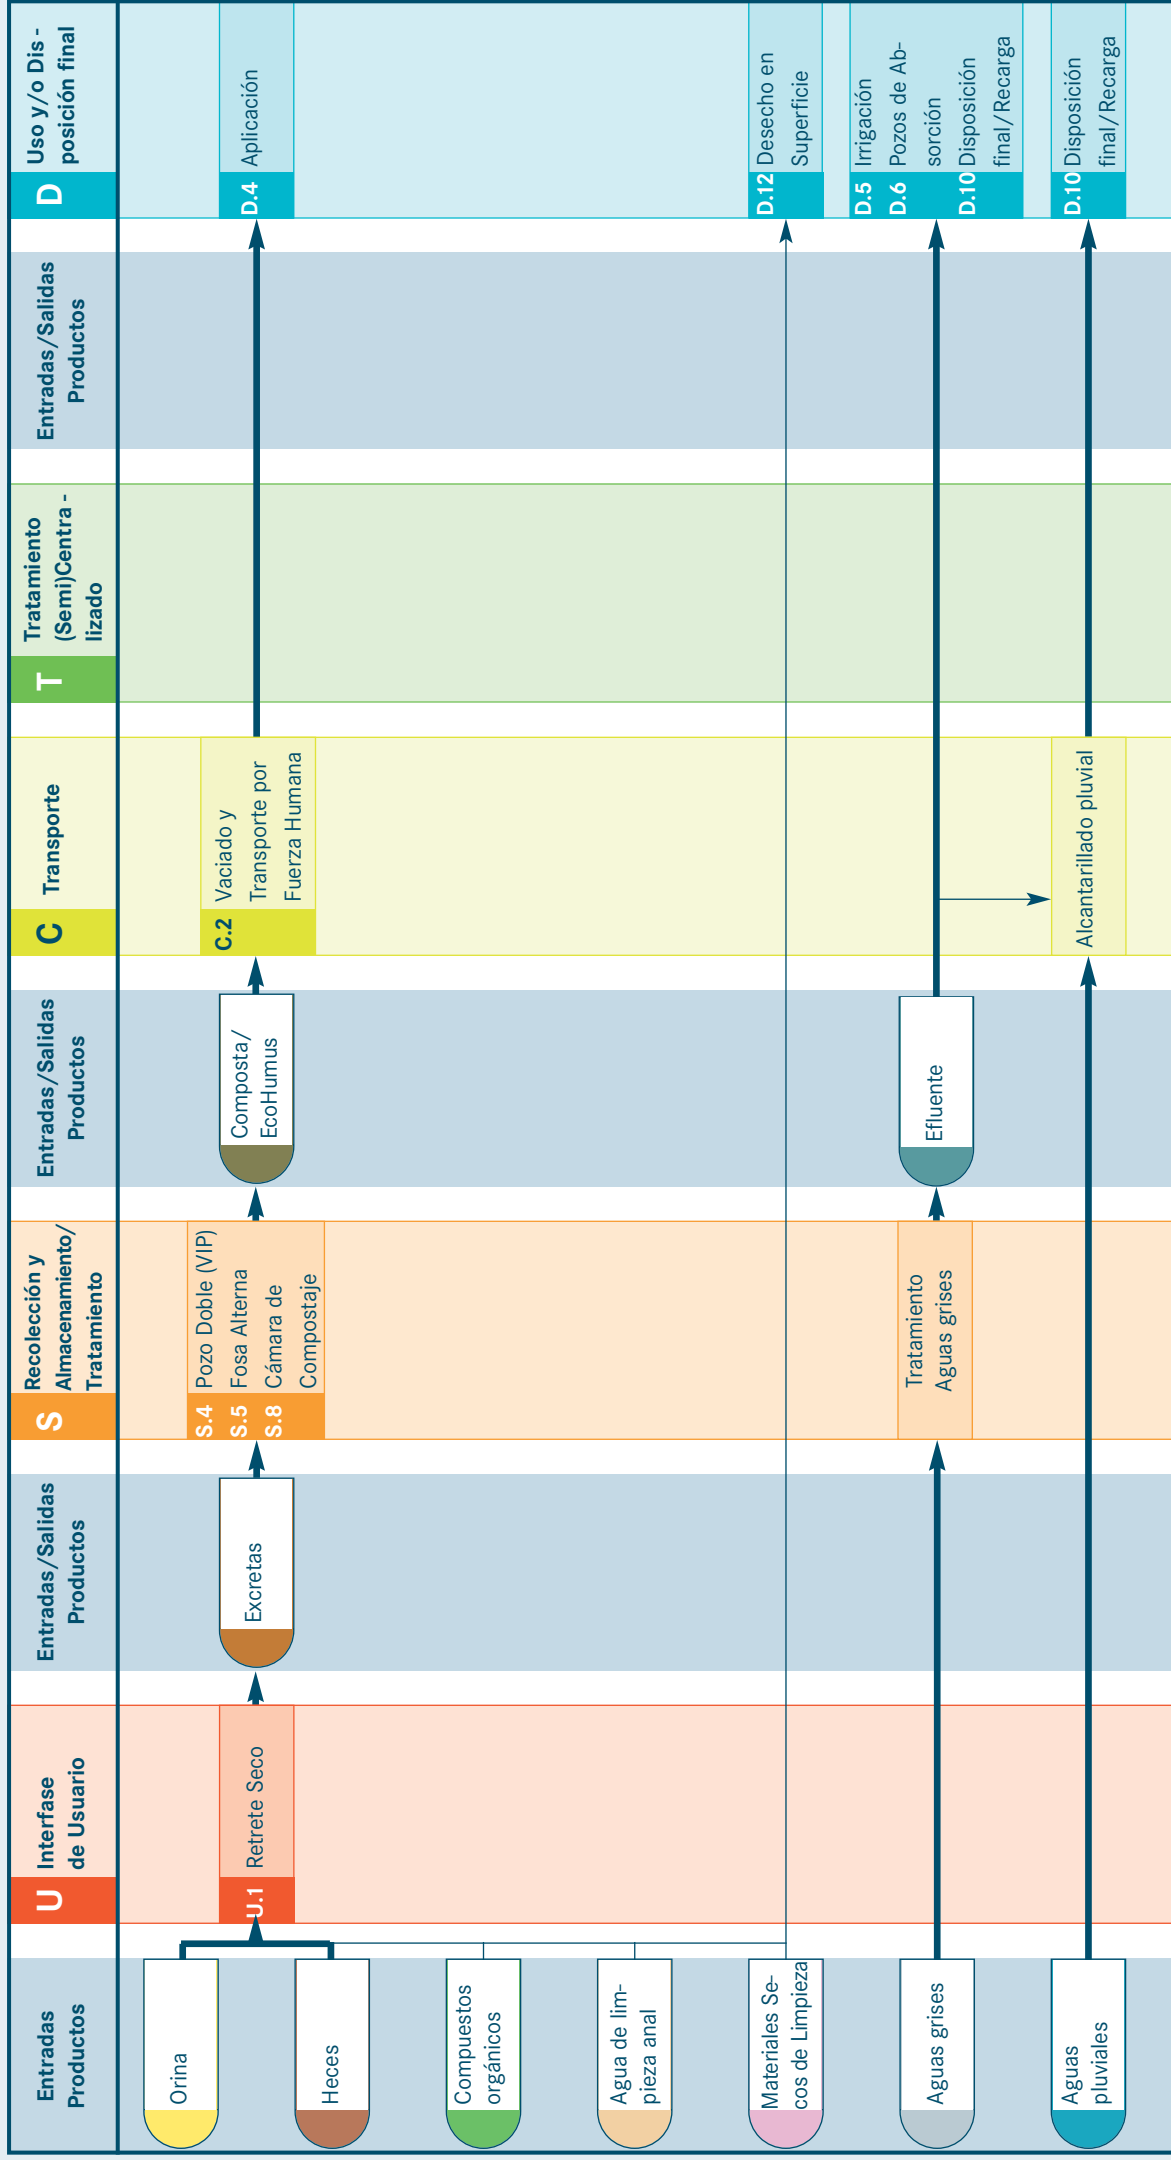 Entradas
Productos
U
Interfase
de Usuario
Entradas/Salidas
Productos
S
Recolección y
Almacenamiento/
Tratamiento
Entradas/Salidas
Productos
C
Transporte
T
Tratamiento
(Semi)Centra -
lizado
Entradas/Salidas
Productos
D
Uso y/o Dis -
posición final
Orina
Heces
Compuestos
orgánicos
Agua de lim-
pieza anal
Materiales Se-
cos de Limpieza
Aguas grises
Aguas
pluviales
U.1 Retrete Seco
Excretas
S.4 Pozo Doble (VIP)
S.5 Fosa Alterna
S.8 Cámara de
Compostaje
Tratamiento
Aguas grises
Composta/
EcoHumus
Efluente
C.2 Vaciado y
Transporte por
Fuerza Humana
Alcantarillado pluvial
D.4 Aplicación
D.12 Desecho en
Superficie
D.5 Irrigación
D.6 Pozos de Ab-
sorción
D.10 Disposición
final/Recarga
D.10 Disposición
final/Recarga